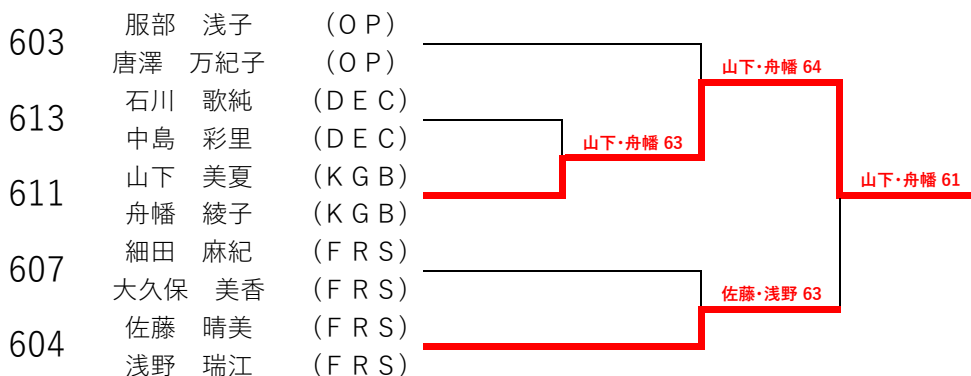 603
服部　浅子 （ＯＰ）
唐澤　万紀子 （ＯＰ）
613
石川　歌純 （ＤＥＣ）
中島　彩里 （ＤＥＣ）
611
山下　美夏 （ＫＧＢ）
舟幡　綾子 （ＫＧＢ）
607
細田　麻紀 （ＦＲＳ）
大久保　美香 （ＦＲＳ）
604
佐藤　晴美 （ＦＲＳ）
浅野　瑞江 （ＦＲＳ）
山下・舟幡 63
山下・舟幡 64
佐藤・浅野 63
山下・舟幡 61